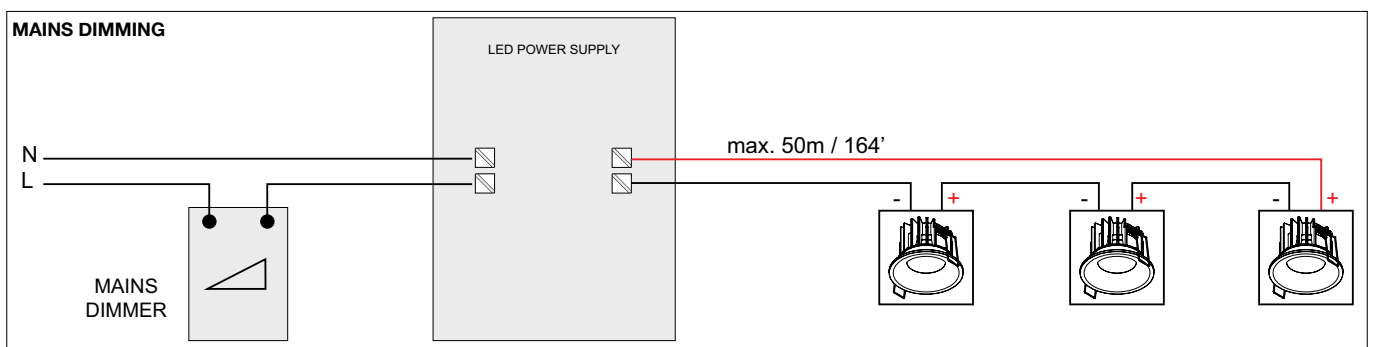 MAINS DIMMING
LED POWER SUPPLY
N
max. 50m / 164’
L
- +
- +
- +
MAINS
DIMMER